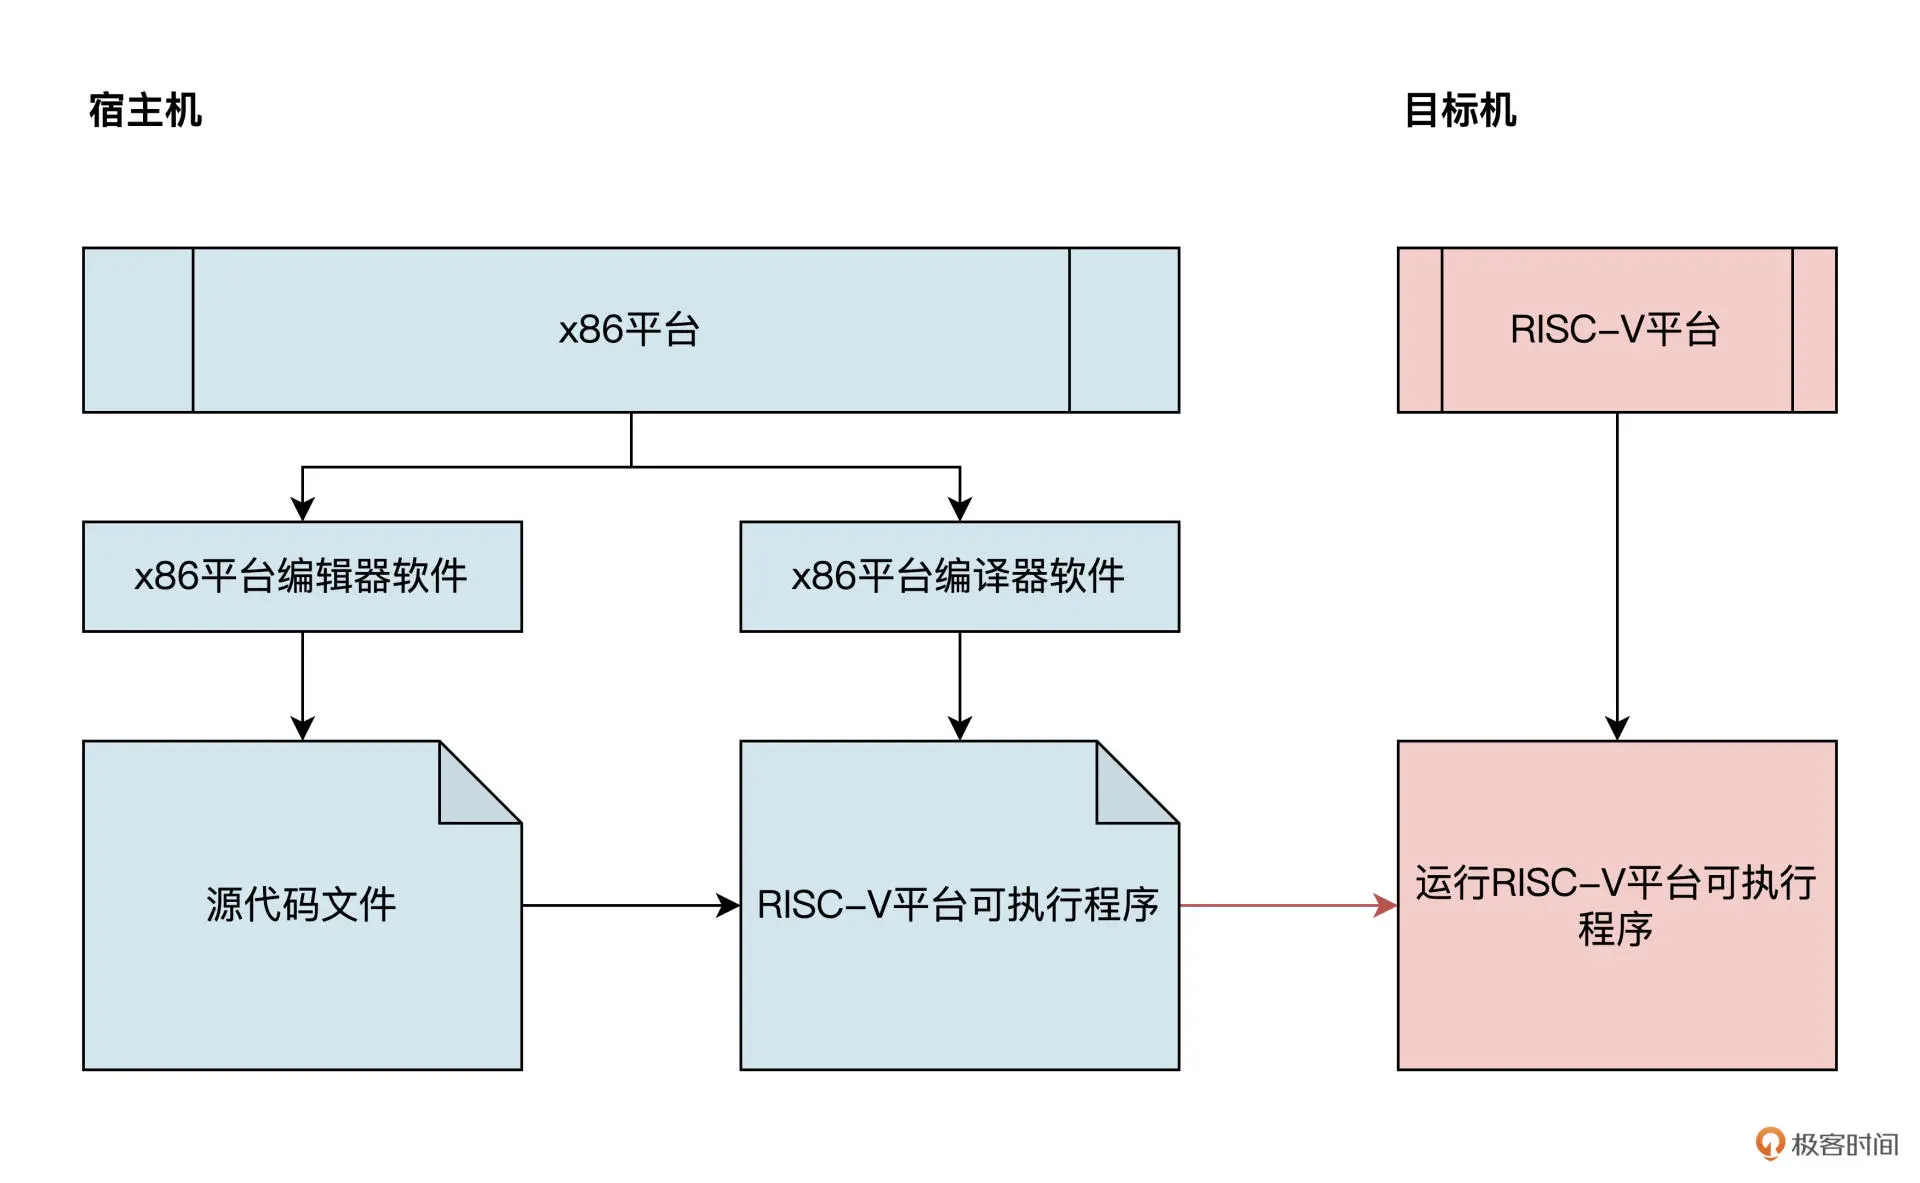 宿主机
目标机
x86平台
RISC-V平台
x86平台编辑器软件
x86平台编译器软件
源代码文件
RISC-V平台可执行程序
运行RISC-V平台可执行
程序
极客时间